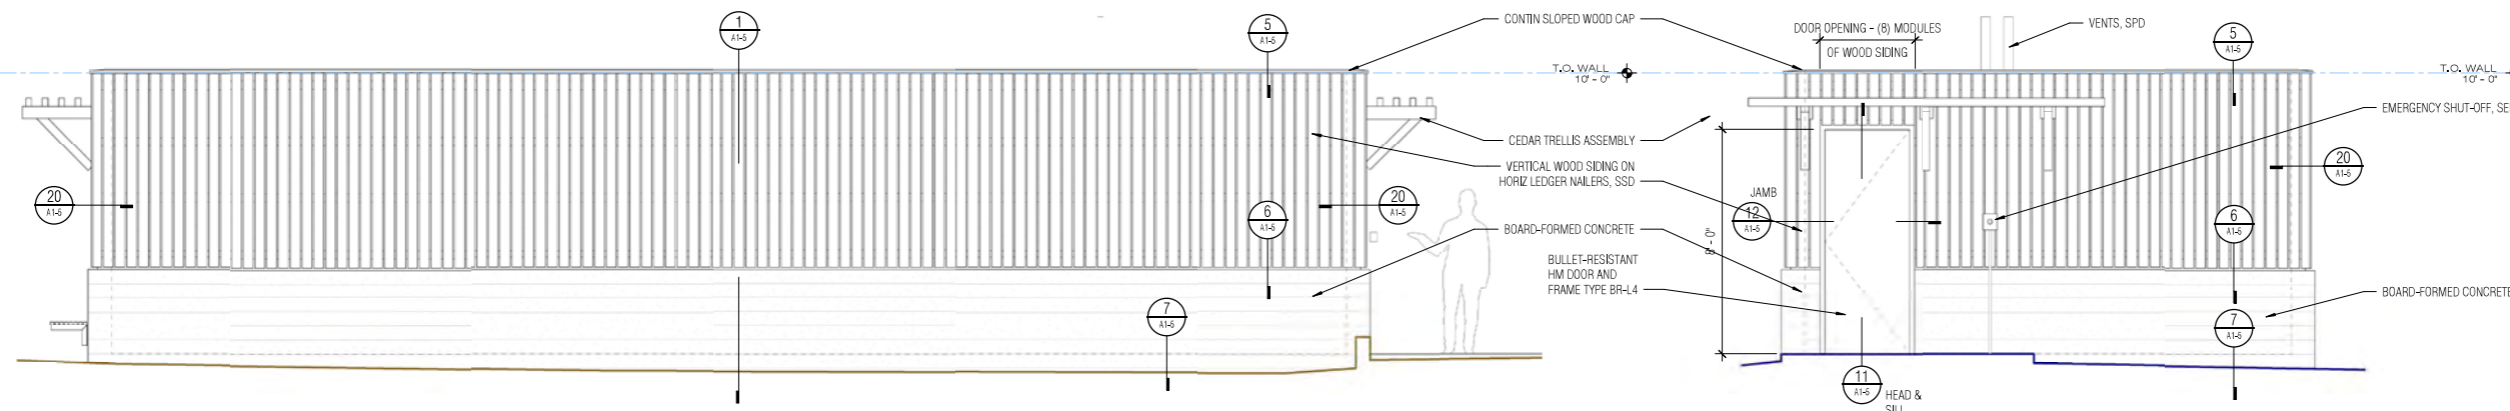 1
A1-5
5
A1-5
CONTIN SLOPED WOOD CAP
DOOR OPENING - (8) MODULES
OF WOOD SIDING
VENTS, SPD
5
A1-5
T.O. WALL
10' - 0"
T.O. WALL
10' - 0"
EMERGENCY SHUT-OFF, SE
CEDAR TRELLIS ASSEMBLY
VERTICAL WOOD SIDING ON
HORIZ LEDGER NAILERS, SSD
20
A1-5
20
A1-5
6
A1-5
JAMB
12
A1-5
20
A1-5
6
A1-5
8' - 0"
BOARD-FORMED CONCRETE
BULLET-RESISTANT
HM DOOR AND
FRAME TYPE BR-L4
BOARD-FORMED CONCRETE
7
A1-5
7
A1-5
11
A1-5
HEAD &
SILL